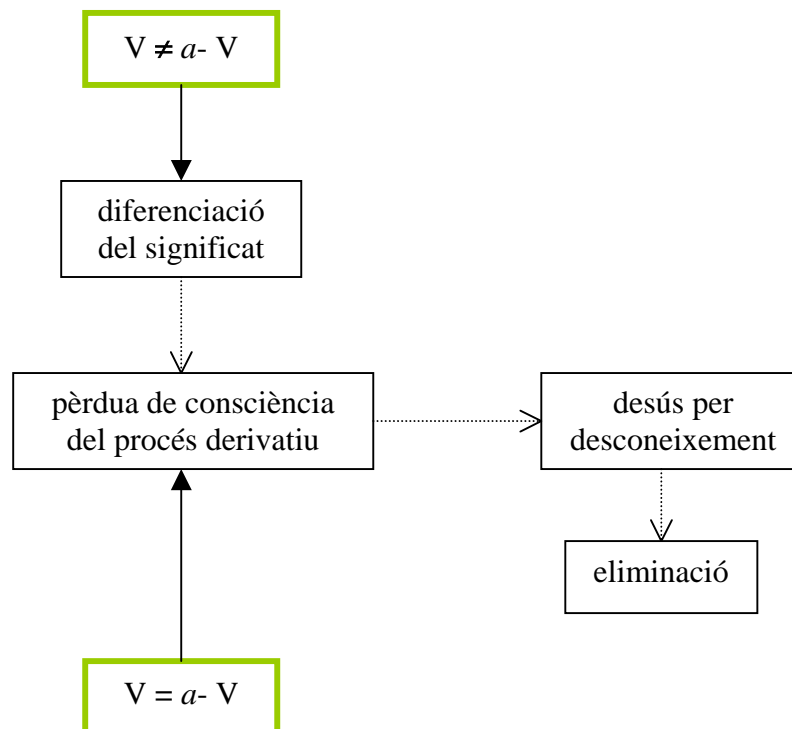 V ≠ a- V
diferenciació
del significat
pèrdua de consciència
del procés derivatiu
desús per
desconeixement
eliminació
V = a- V